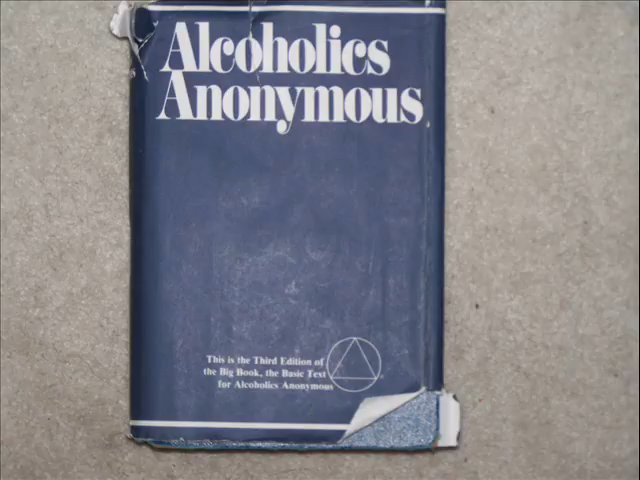 Alcoholics
Anonymous
This is the Third Edition of
the Big Book, the Basic Text
for Alcoholics Anonymous